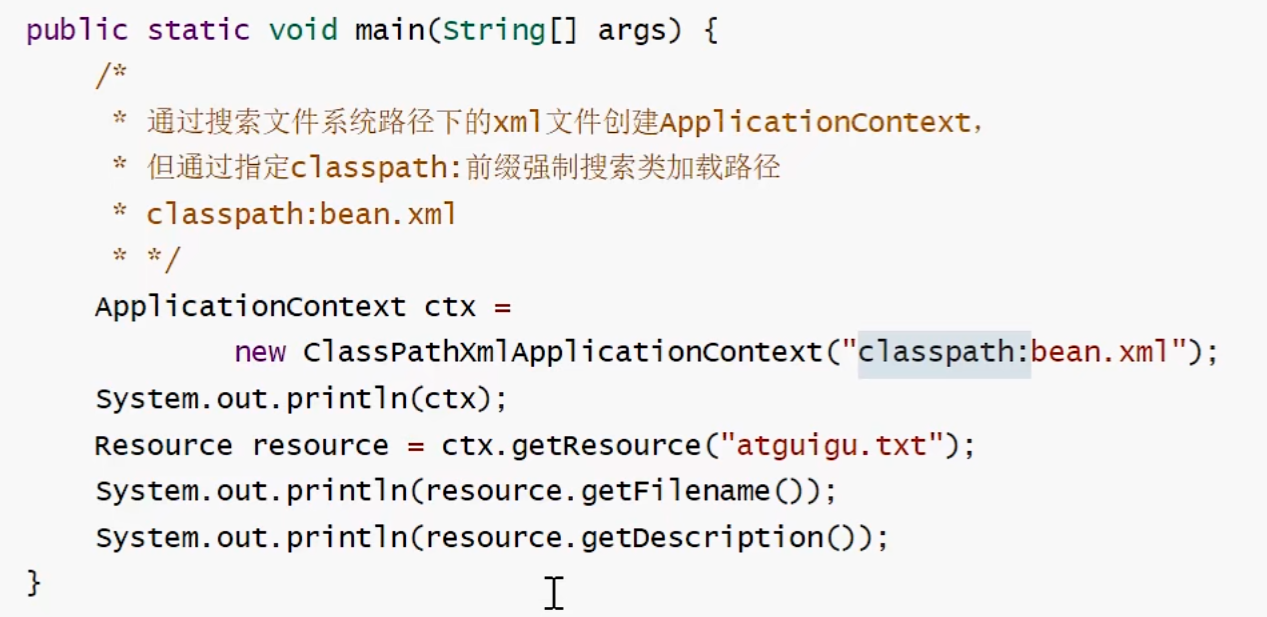 public static void main(String[] args) {
/*
* 通过搜索文件系统路径下的xml文件创建ApplicationContext，
* 但通过指定classpath:前缀强制搜索类加载路径
* classpath:bean.xml
* */
ApplicationContext ctx =
new ClassPathXmlApplicationContext("classpath:bean.xml");
System.out.println(ctx);
Resource resource = ctx.getResource("atguigu.txt");
System.out.println(resource.getFilename());
System.out.println(resource.getDescription());
}